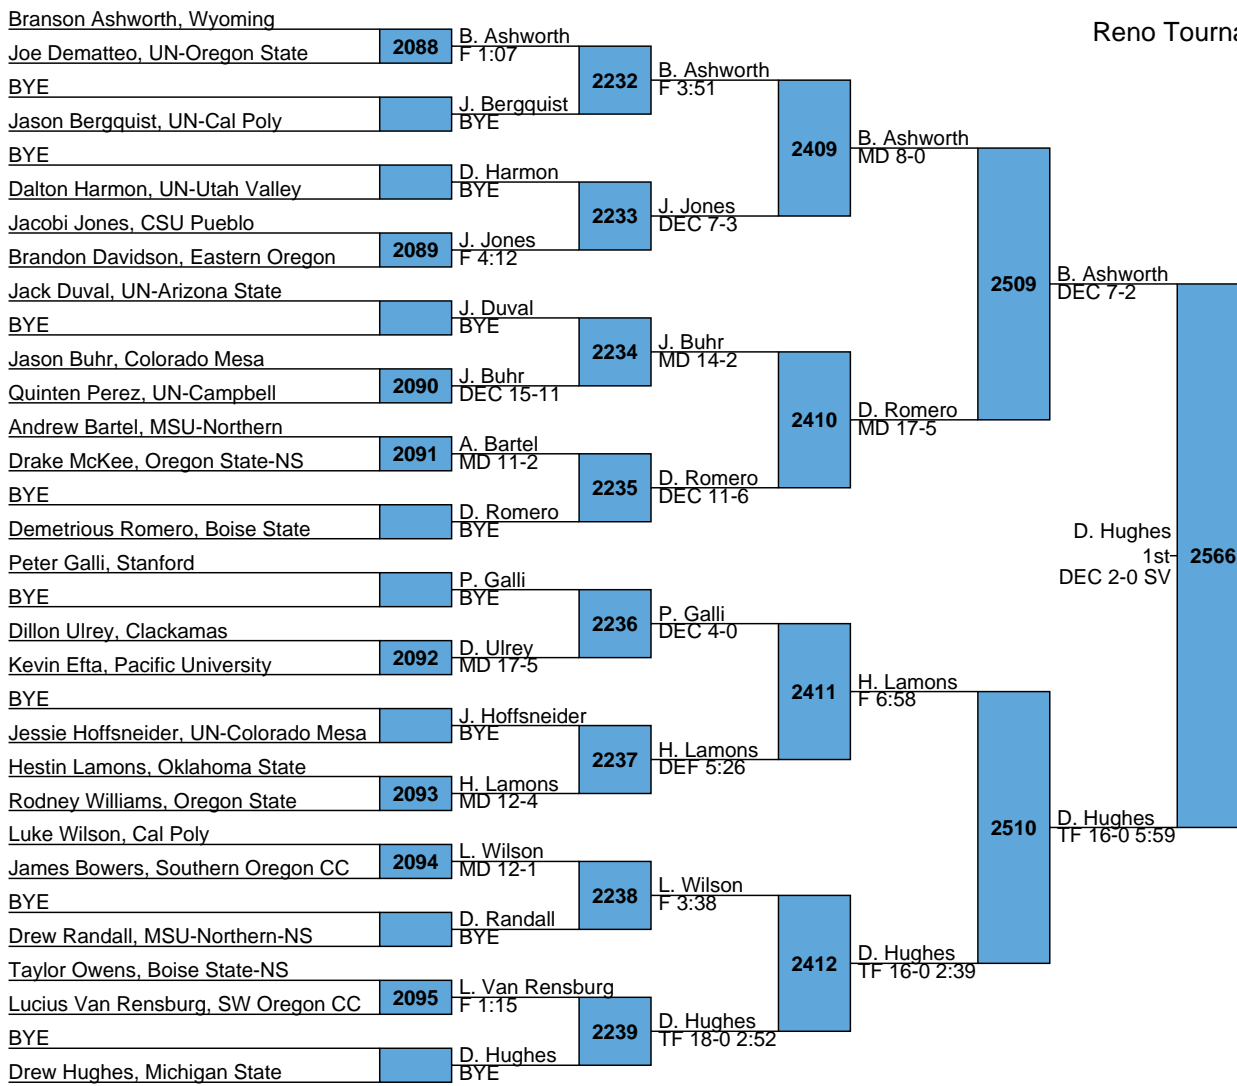 Reno Tourna
Branson Ashworth, Wyoming
Joe Dematteo, UN-Oregon State
BYE
Jason Bergquist, UN-Cal Poly
BYE
Dalton Harmon, UN-Utah Valley
Jacobi Jones, CSU Pueblo
Brandon Davidson, Eastern Oregon
Jack Duval, UN-Arizona State
BYE
Jason Buhr, Colorado Mesa
Quinten Perez, UN-Campbell
Andrew Bartel, MSU-Northern
Drake McKee, Oregon State-NS
BYE
Demetrious Romero, Boise State
Peter Galli, Stanford
BYE
Dillon Ulrey, Clackamas
Kevin Efta, Pacific University
BYE
Jessie Hoffsneider, UN-Colorado Mesa
Hestin Lamons, Oklahoma State
Rodney Williams, Oregon State
Luke Wilson, Cal Poly
James Bowers, Southern Oregon CC
BYE
Drew Randall, MSU-Northern-NS
Taylor Owens, Boise State-NS
Lucius Van Rensburg, SW Oregon CC
BYE
Drew Hughes, Michigan State
2088
2089
2090
2091
2092
2093
2094
2095
B. Ashworth
F 1:07
J. Bergquist
BYE
D. Harmon
BYE
J. Jones
F 4:12
J. Duval
BYE
J. Buhr
DEC 15-11
A. Bartel
MD 11-2
D. Romero
BYE
P. Galli
BYE
D. Ulrey
MD 17-5
J. Hoffsneider
BYE
H. Lamons
MD 12-4
L. Wilson
MD 12-1
D. Randall
BYE
L. Van Rensburg
F 1:15
D. Hughes
BYE
2232
2233
2234
2235
2236
2237
2238
2239
B. Ashworth
F 3:51
J. Jones
DEC 7-3
J. Buhr
MD 14-2
D. Romero
DEC 11-6
P. Galli
DEC 4-0
H. Lamons
DEF 5:26
L. Wilson
F 3:38
D. Hughes
TF 18-0 2:52
2409
2410
2411
2412
B. Ashworth
MD 8-0
D. Romero
MD 17-5
H. Lamons
F 6:58
D. Hughes
TF 16-0 2:39
2509
2510
B. Ashworth
DEC 7-2
D. Hughes
TF 16-0 5:59
2566
D. Hughes
1st
DEC 2-0 SV